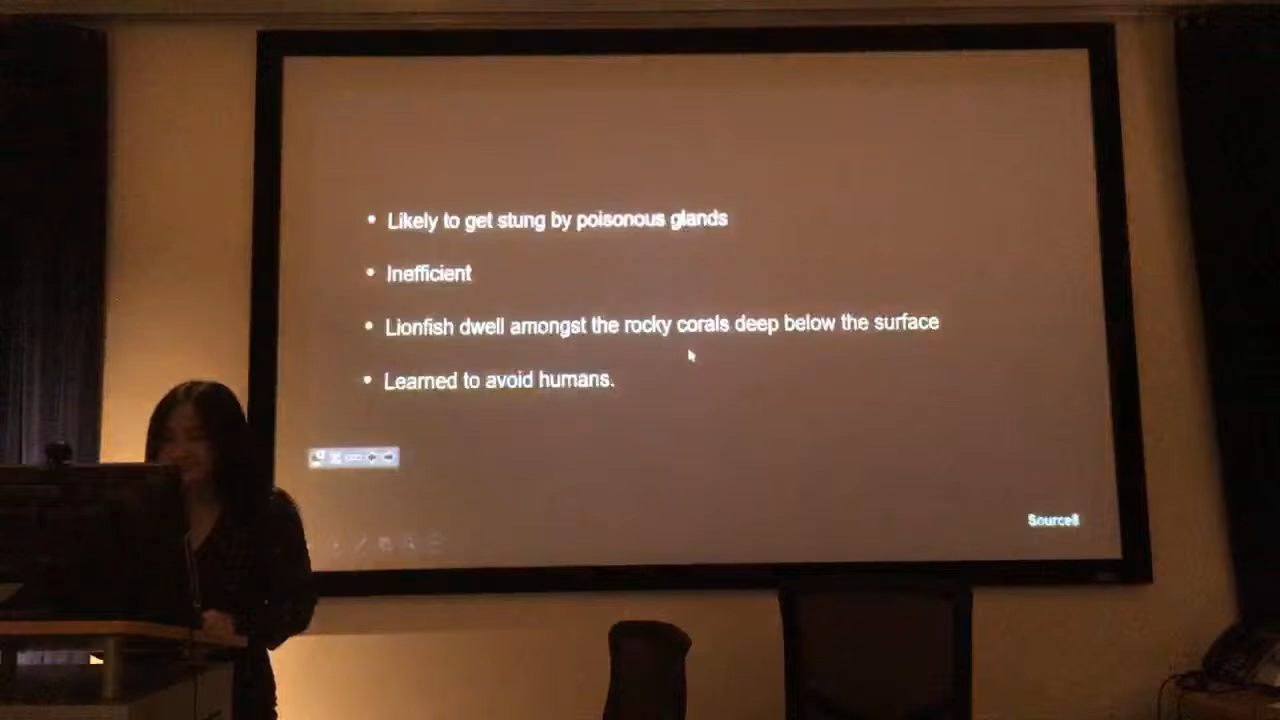 • Likely to get stung by poisonous glands
• Inefficient
• Lionfish dwell amongst the rocky corals deep below the surface
• Learned to avoid humans.